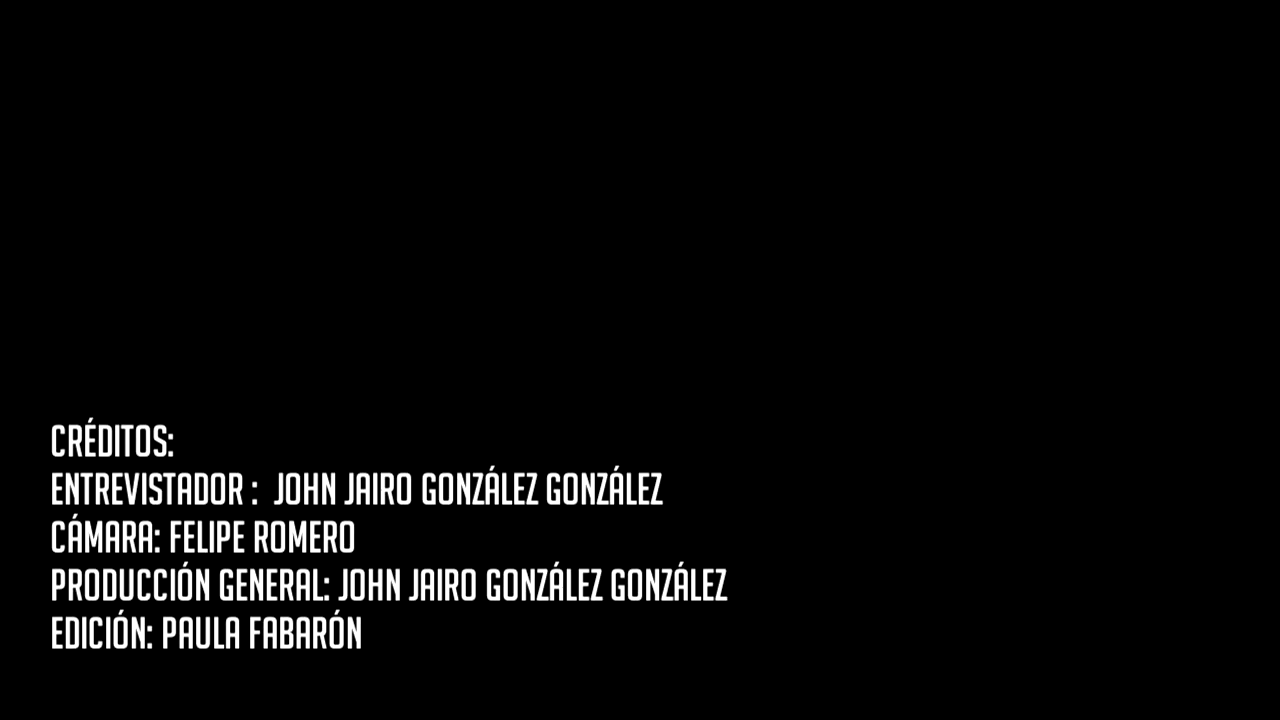 CRÉDITOS:
ENTREVISTADOR :  JOHN JAIRO GONZÁLEZ GONZÁLEZ
CÁMARA: FELIPE ROMERO
PRODUCCIÓN GENERAL: JOHN JAIRO GONZÁLEZ GONZÁLEZ
EDICIÓN: PAULA FABARÓN